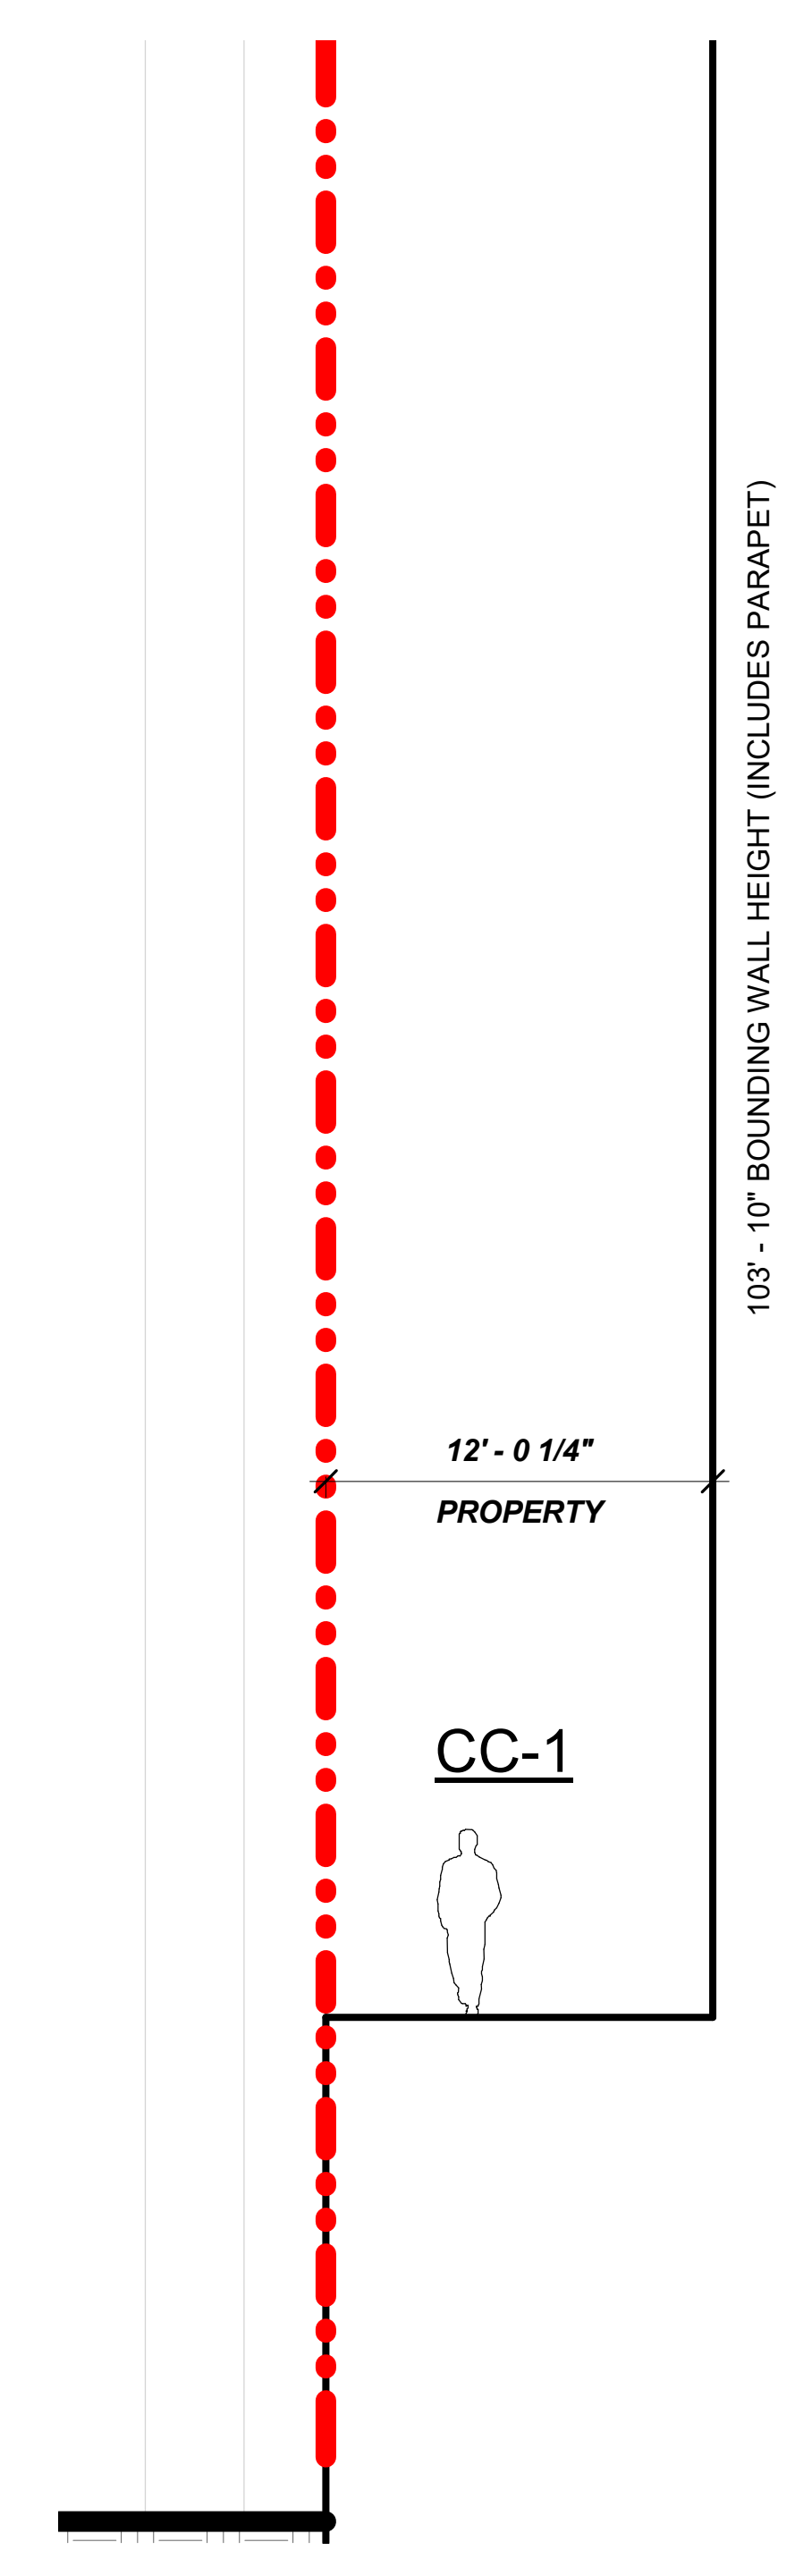 103' - 10" BOUNDING WALL HEIGHT (INCLUDES PARAPET)
12' - 0 1/4"
PROPERTY
CC-1